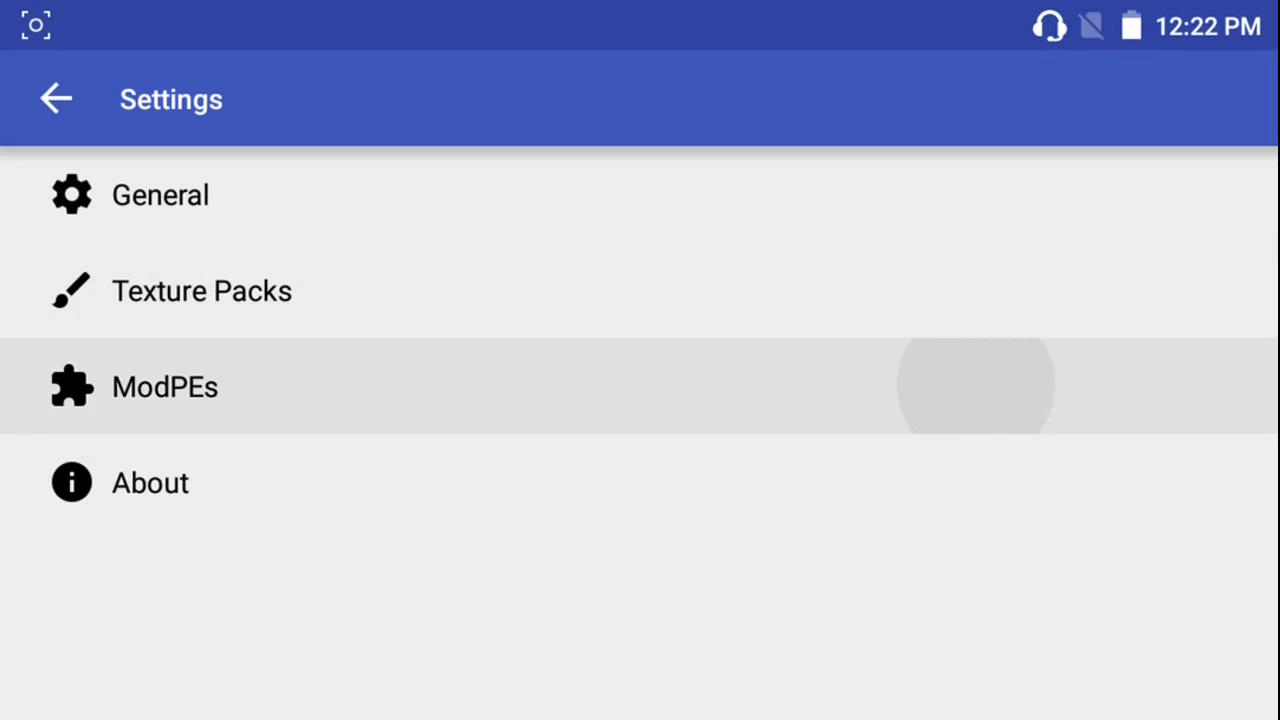 12:22 PM
Settings
General
Texture Packs
ModPEs
About